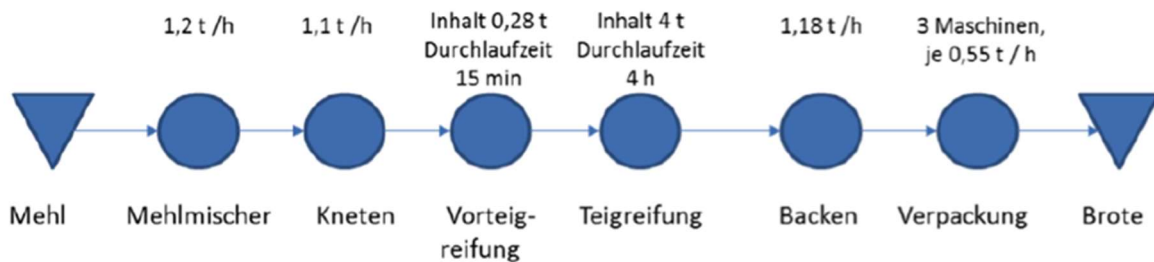 1,2 t /h
1,1 t/h
Inhalt 0,28 t
Durchlaufzeit
15 min
Inhalt 4 t
Durchlaufzeit
4 h
1,18 t/h
3 Maschinen,
je 0,55 t / h
Mehl
Mehlmischer
Kneten
Vorteig-
reifung
Teigreifung
Backen
Verpackung
Brote